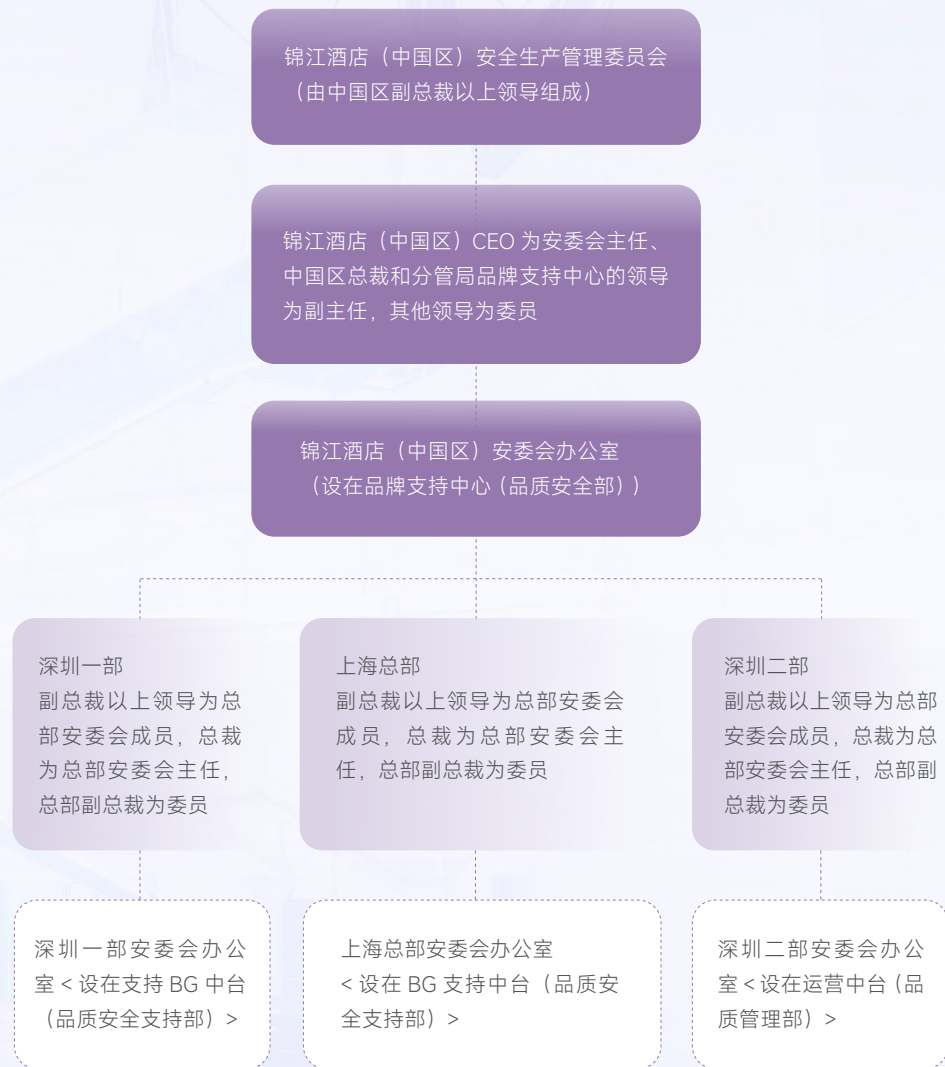 锦江酒店（中国区）安全生产管理委员会
（由中国区副总裁以上领导组成）
锦江酒店（中国区）CEO 为安委会主任、
中国区总裁和分管局品牌支持中心的领导
为副主任，其他领导为委员
锦江酒店（中国区）安委会办公室
（设在品牌支持中心（品质安全部））
深圳一部
副总裁以上领导为总
部安委会成员，总裁
为总部安委会主任，
总部副总裁为委员
上海总部
副总裁以上领导为总部安委会
成员，总裁为总部安委会主
任，总部副总裁为委员
深圳二部
副总裁以上领导为总部
安委会成员，总裁为总
部安委会主任，总部副
总裁为委员
深圳一部安委会办公
室 < 设在支持 BG 中台
（品质安全支持部）>
上海总部安委会办公室
< 设在 BG 支持中台（品质安
全支持部）>
深圳二部安委会办公
室 < 设在运营中台（品
质管理部）>